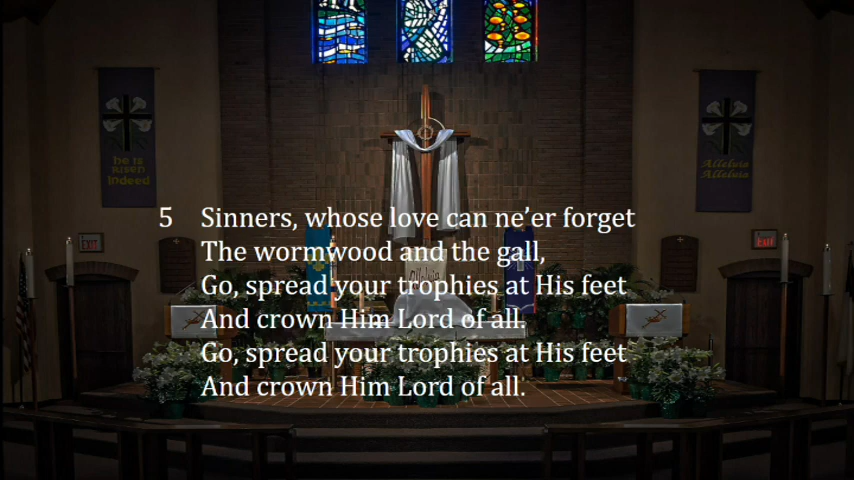 he is
risen
indeed
Alleluia
Alleluia
EXIT
EXIT
Alleluia
5 Sinners, whose love can ne’er forget
The wormwood and the gall,
Go, spread your trophies at His feet
And crown Him Lord of all.
Go, spread your trophies at His feet
And crown Him Lord of all.